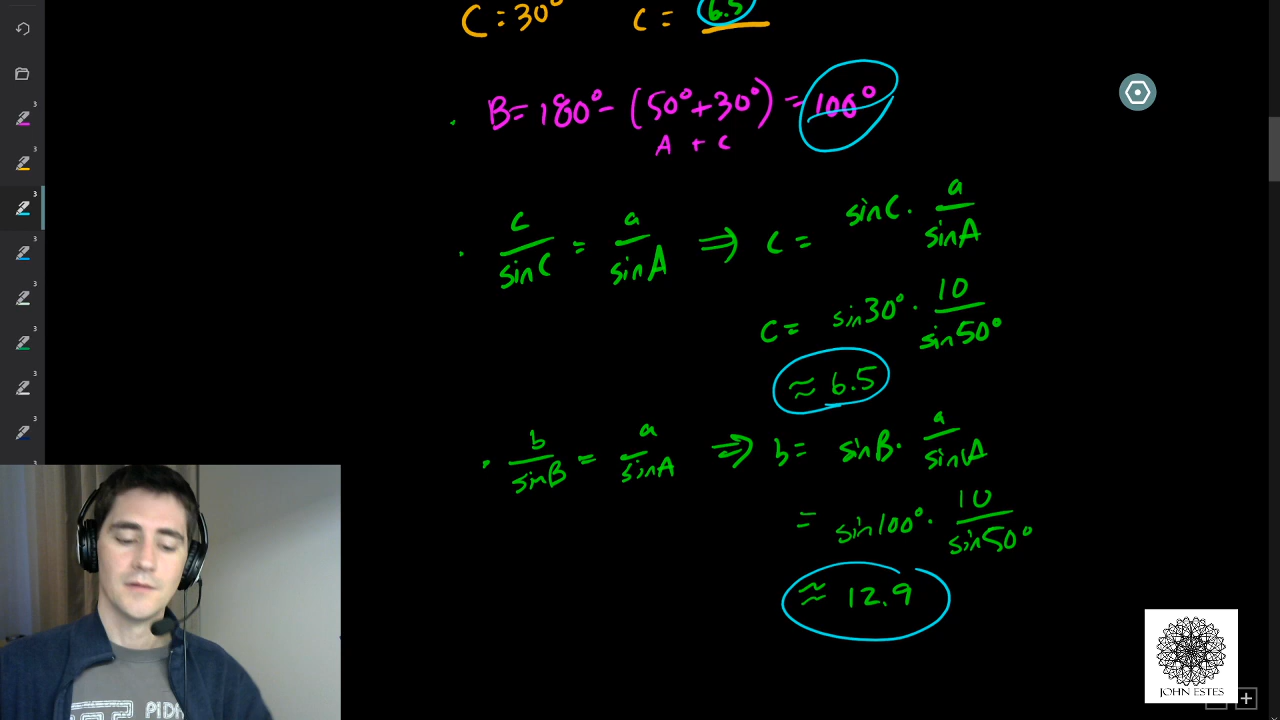 C = 30° c = 6.5
B = 180° - (50° + 30°) = 100°
A + C
c/sinC = a/sinA ⇒ c = sinC · a/sinA
c = sin30° · 10/sin50°
≈ 6.5
b/sinB = a/sinA ⇒ b = sinB · a/sinA
= sin100° · 10/sin50°
≈ 12.9
JOHN ESTES